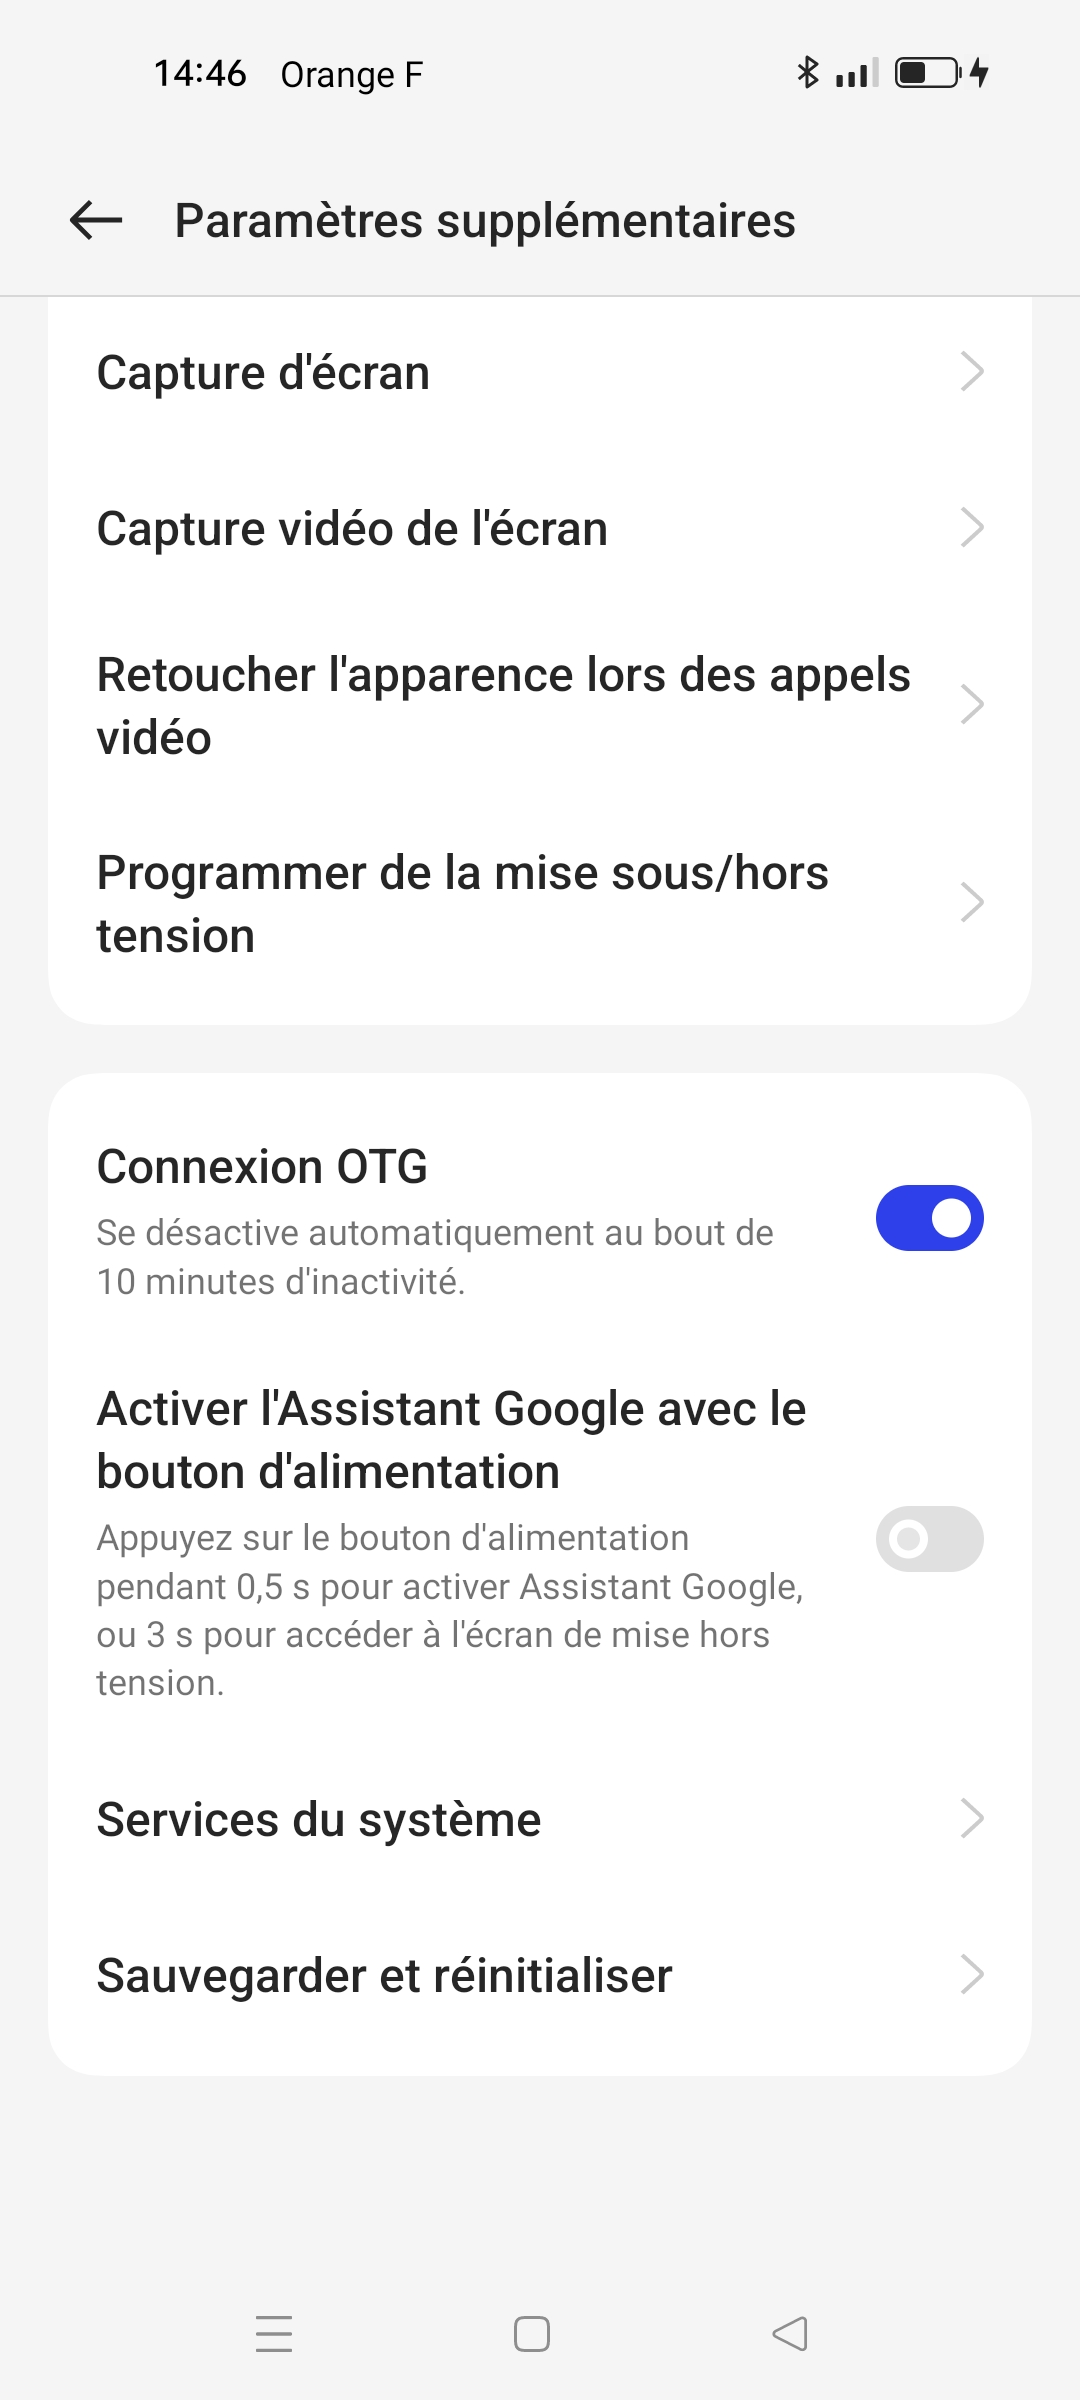 14:46 Orange F
Paramètres supplémentaires
Capture d'écran
Capture vidéo de l'écran
Retoucher l'apparence lors des appels
vidéo
Programmer de la mise sous/hors
tension
Connexion OTG
Se désactive automatiquement au bout de
10 minutes d'inactivité.
Activer l'Assistant Google avec le
bouton d'alimentation
Appuyez sur le bouton d'alimentation
pendant 0,5 s pour activer Assistant Google,
ou 3 s pour accéder à l'écran de mise hors
tension.
Services du système
Sauvegarder et réinitialiser